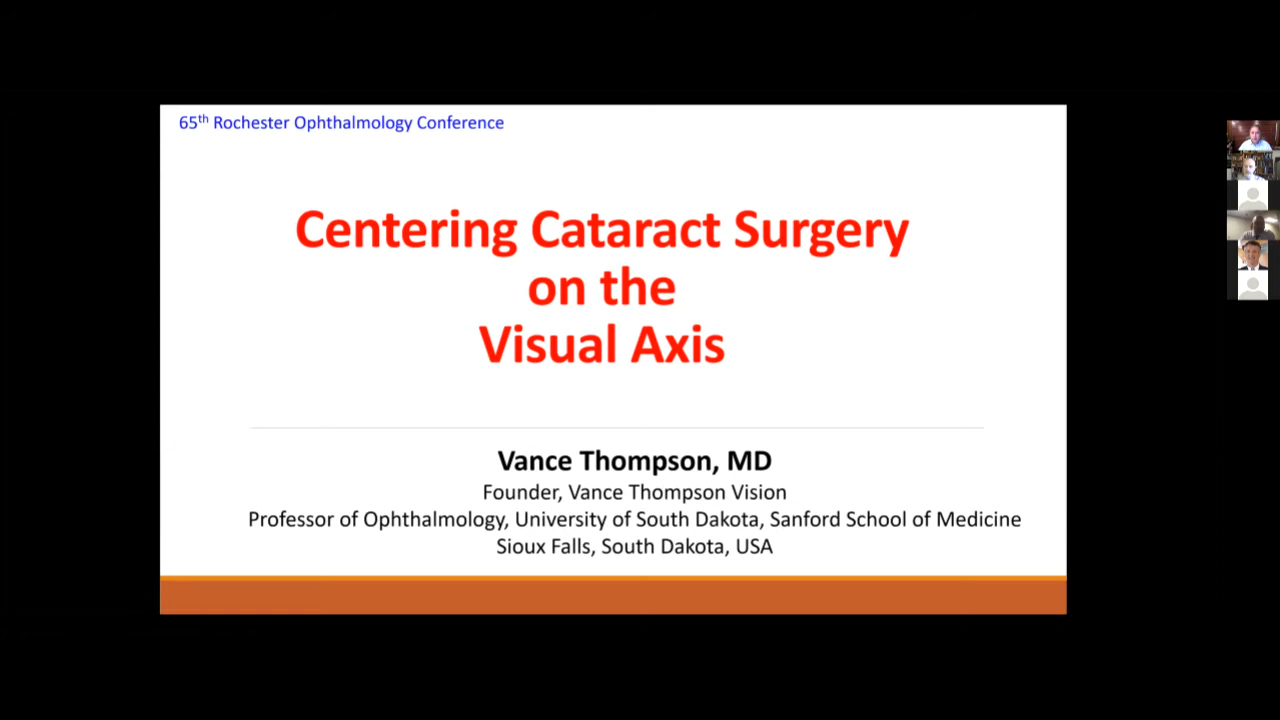 65th Rochester Ophthalmology Conference
Centering Cataract Surgery
on the
Visual Axis
Vance Thompson, MD
Founder, Vance Thompson Vision
Professor of Ophthalmology, University of South Dakota, Sanford School of Medicine
Sioux Falls, South Dakota, USA